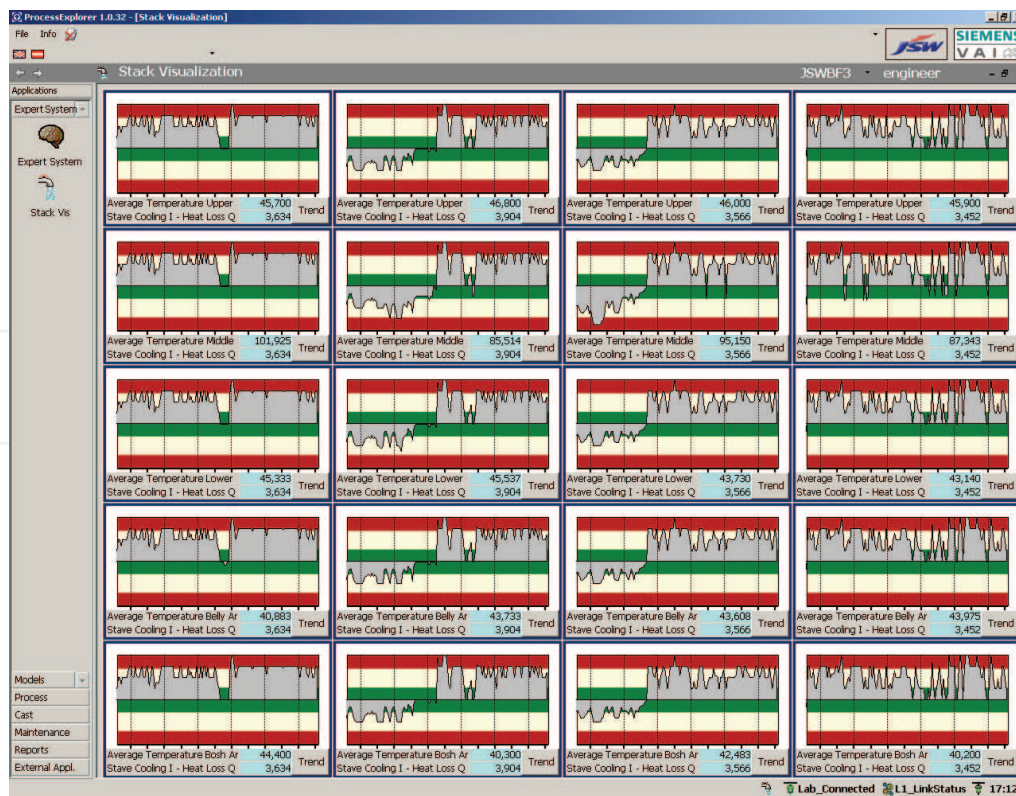 ProcessExplorer 1.0.32 - [Stack Visualization]
File Info
JSW SIEMENS
VAI
Stack Visualization JSWBF3 engineer
Applications
Expert System
Expert System
Stack Vis
Average Temperature Upper 45,700 Trend
Stave Cooling I - Heat Loss Q 3,634
Average Temperature Upper 46,800 Trend
Stave Cooling I - Heat Loss Q 3,904
Average Temperature Upper 46,000 Trend
Stave Cooling I - Heat Loss Q 3,566
Average Temperature Upper 45,900 Trend
Stave Cooling I - Heat Loss Q 3,452
Average Temperature Middle 101,925 Trend
Stave Cooling I - Heat Loss Q 3,634
Average Temperature Middle 85,514 Trend
Stave Cooling I - Heat Loss Q 3,904
Average Temperature Middle 95,150 Trend
Stave Cooling I - Heat Loss Q 3,566
Average Temperature Middle 87,343 Trend
Stave Cooling I - Heat Loss Q 3,452
Average Temperature Lower 45,333 Trend
Stave Cooling I - Heat Loss Q 3,634
Average Temperature Lower 45,537 Trend
Stave Cooling I - Heat Loss Q 3,904
Average Temperature Lower 43,730 Trend
Stave Cooling I - Heat Loss Q 3,566
Average Temperature Lower 43,140 Trend
Stave Cooling I - Heat Loss Q 3,452
Average Temperature Belly Ar 40,883 Trend
Stave Cooling I - Heat Loss Q 3,634
Average Temperature Belly Ar 43,733 Trend
Stave Cooling I - Heat Loss Q 3,904
Average Temperature Belly Ar 43,608 Trend
Stave Cooling I - Heat Loss Q 3,566
Average Temperature Belly Ar 43,975 Trend
Stave Cooling I - Heat Loss Q 3,452
Average Temperature Bosh Ar 44,400 Trend
Stave Cooling I - Heat Loss Q 3,634
Average Temperature Bosh Ar 40,300 Trend
Stave Cooling I - Heat Loss Q 3,904
Average Temperature Bosh Ar 42,483 Trend
Stave Cooling I - Heat Loss Q 3,566
Average Temperature Bosh Ar 40,200 Trend
Stave Cooling I - Heat Loss Q 3,452
Models
Process
Cast
Maintenance
Reports
External Appl.
Lab_Connected L1_LinkStatus 17:12